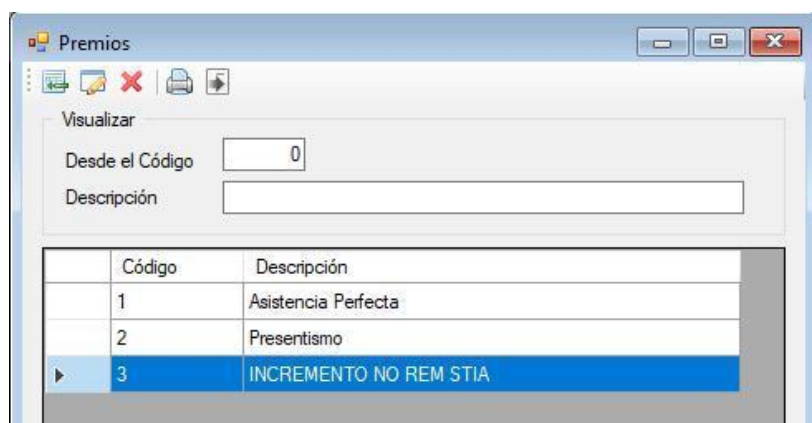 Premios
Visualizar
Desde el Código 0
Descripción
Código Descripción
1 Asistencia Perfecta
2 Presentismo
3 INCREMENTO NO REM STIA